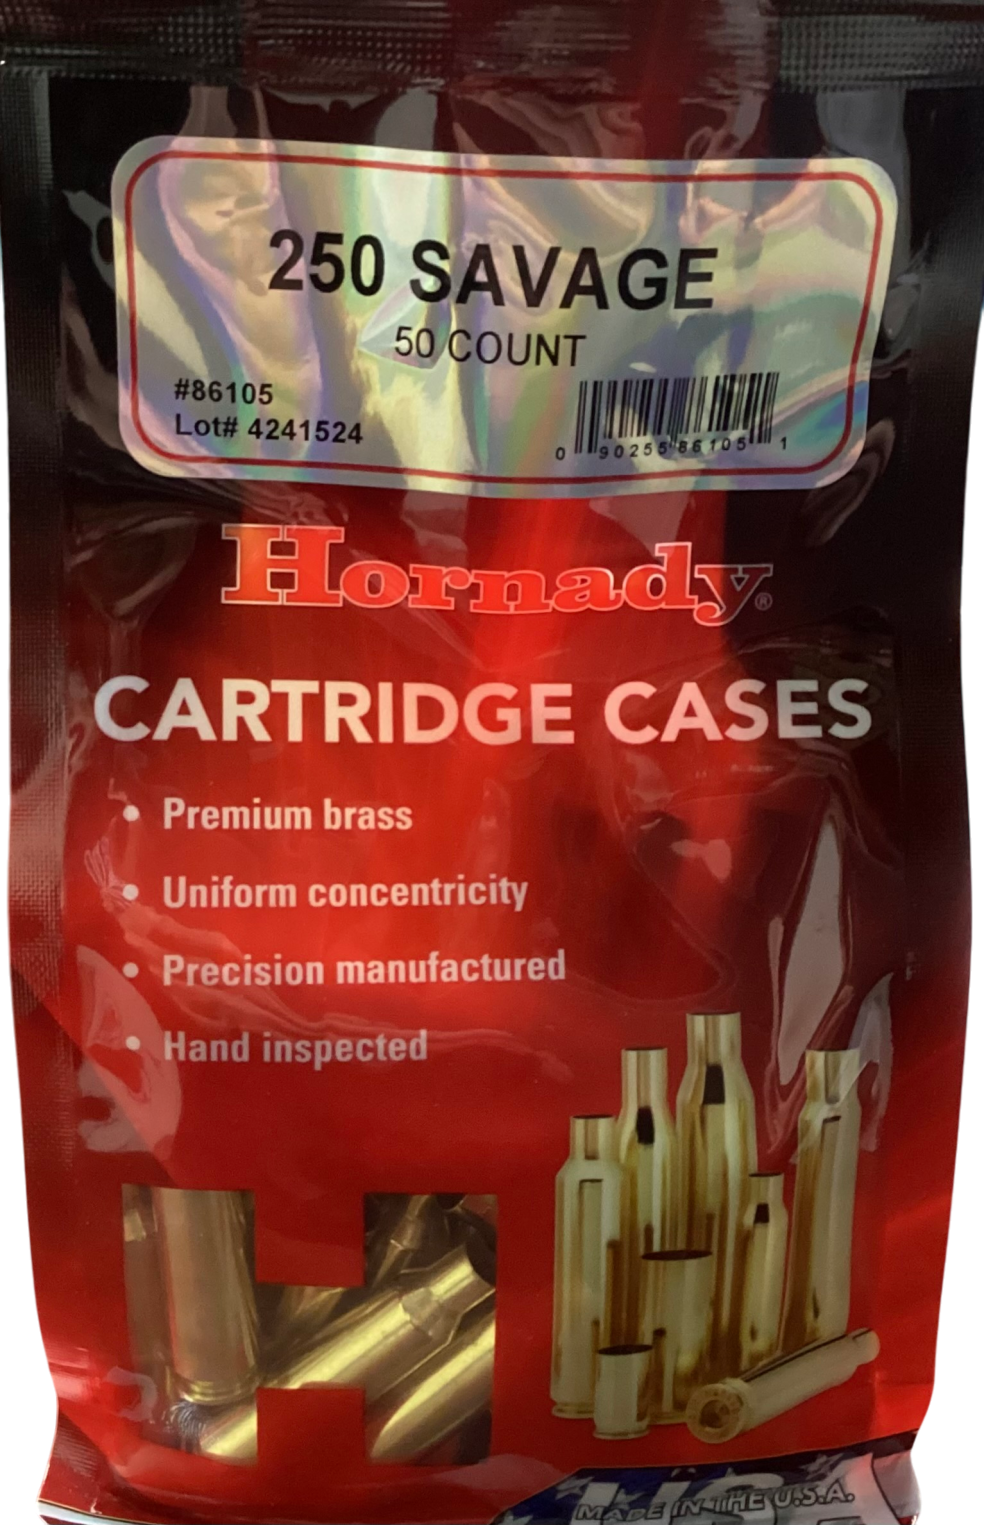 250 SAVAGE
50 COUNT
#86105
Lot# 4241524
0 90255 86105 1
Hornady®
CARTRIDGE CASES
• Premium brass
• Uniform concentricity
• Precision manufactured
• Hand inspected
USA
MADE IN THE U.S.A.